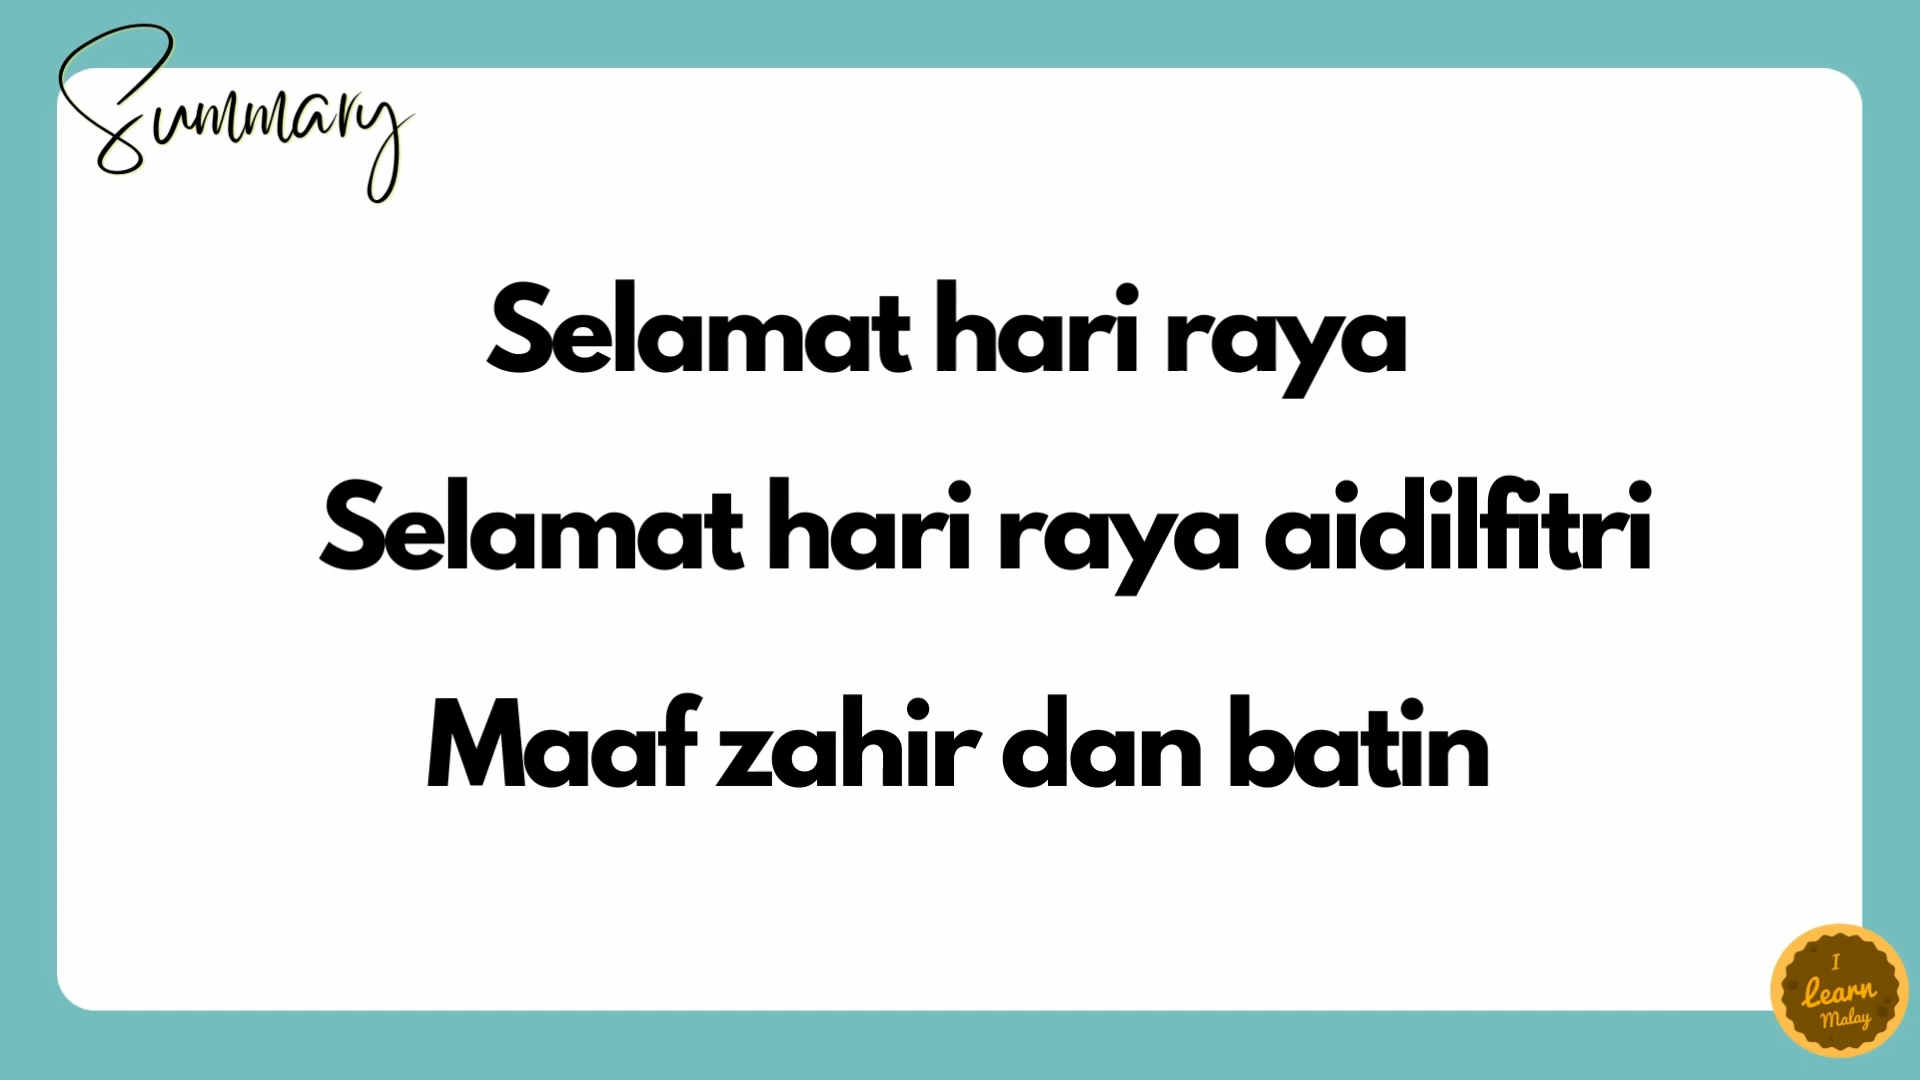 Summary
Selamat hari raya
Selamat hari raya aidilfitri
Maaf zahir dan batin
I
Learn
Malay